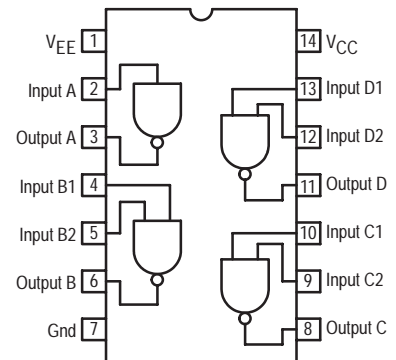 VEE 1
14 VCC
Input A 2
13 Input D1
Output A 3
12 Input D2
Input B1 4
11 Output D
Input B2 5
10 Input C1
Output B 6
9 Input C2
Gnd 7
8 Output C